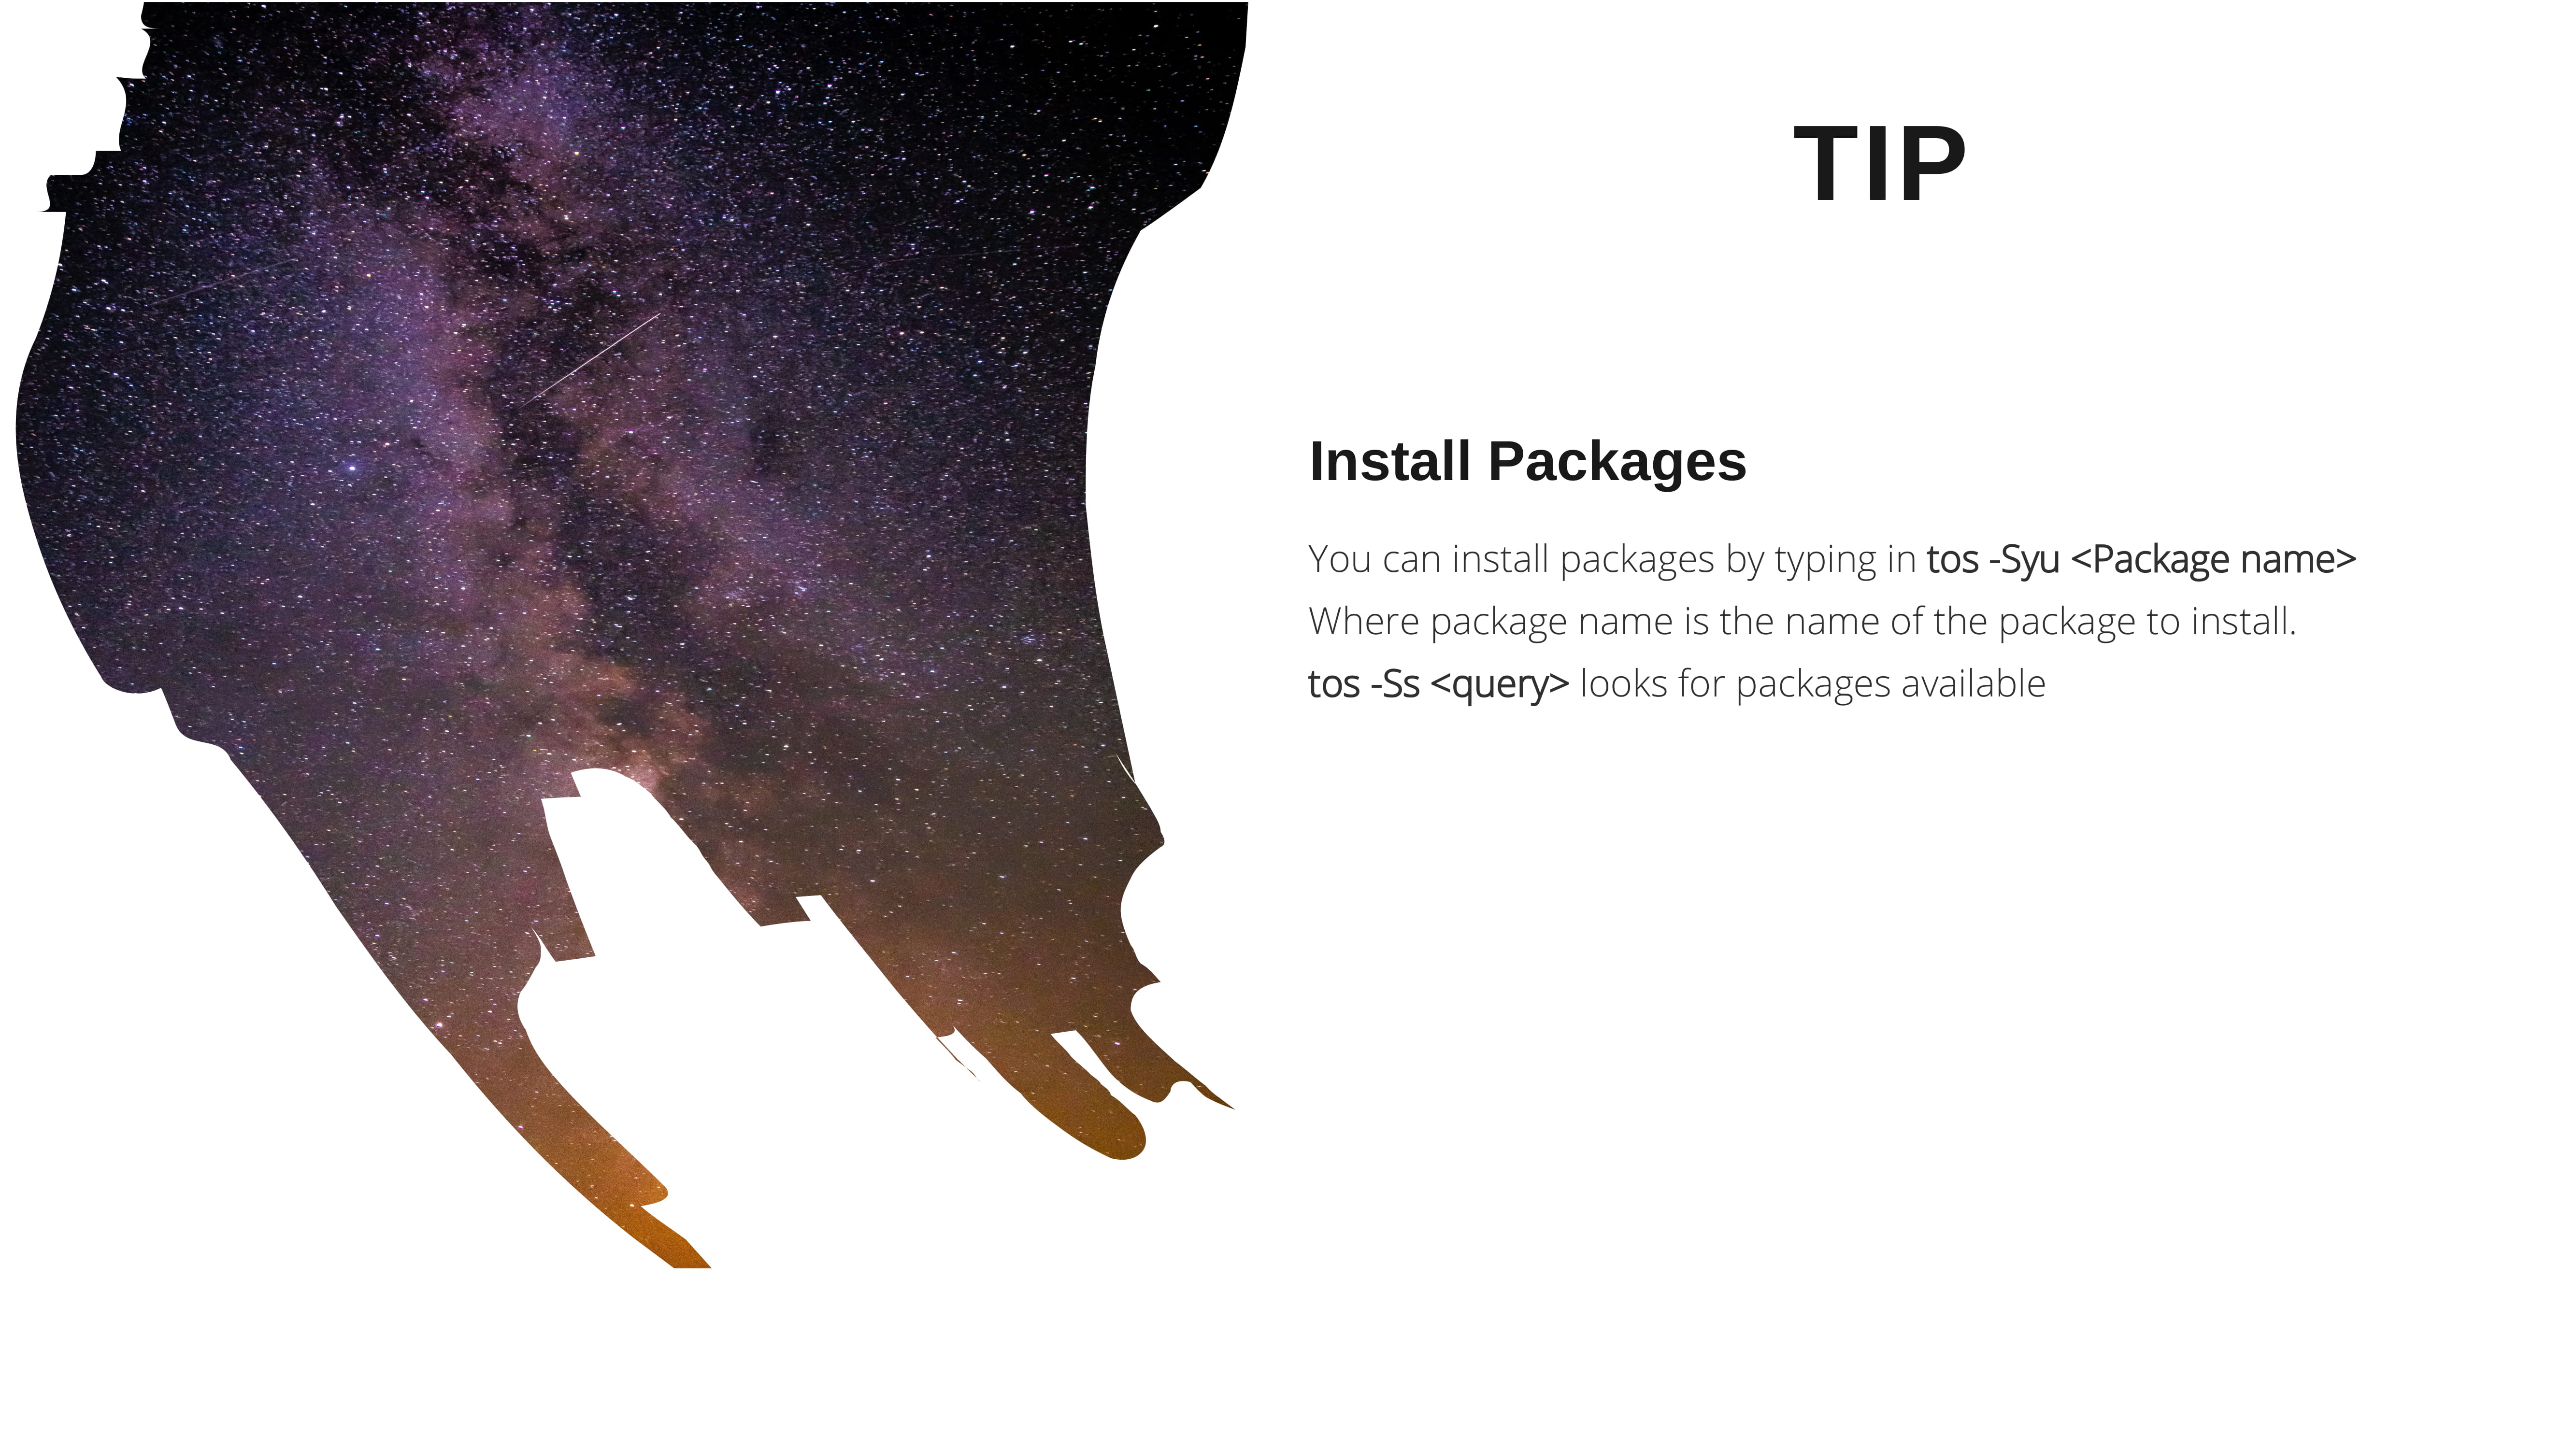 TIP
Install Packages
You can install packages by typing in tos -Syu <Package name>
Where package name is the name of the package to install.
tos -Ss <query> looks for packages available